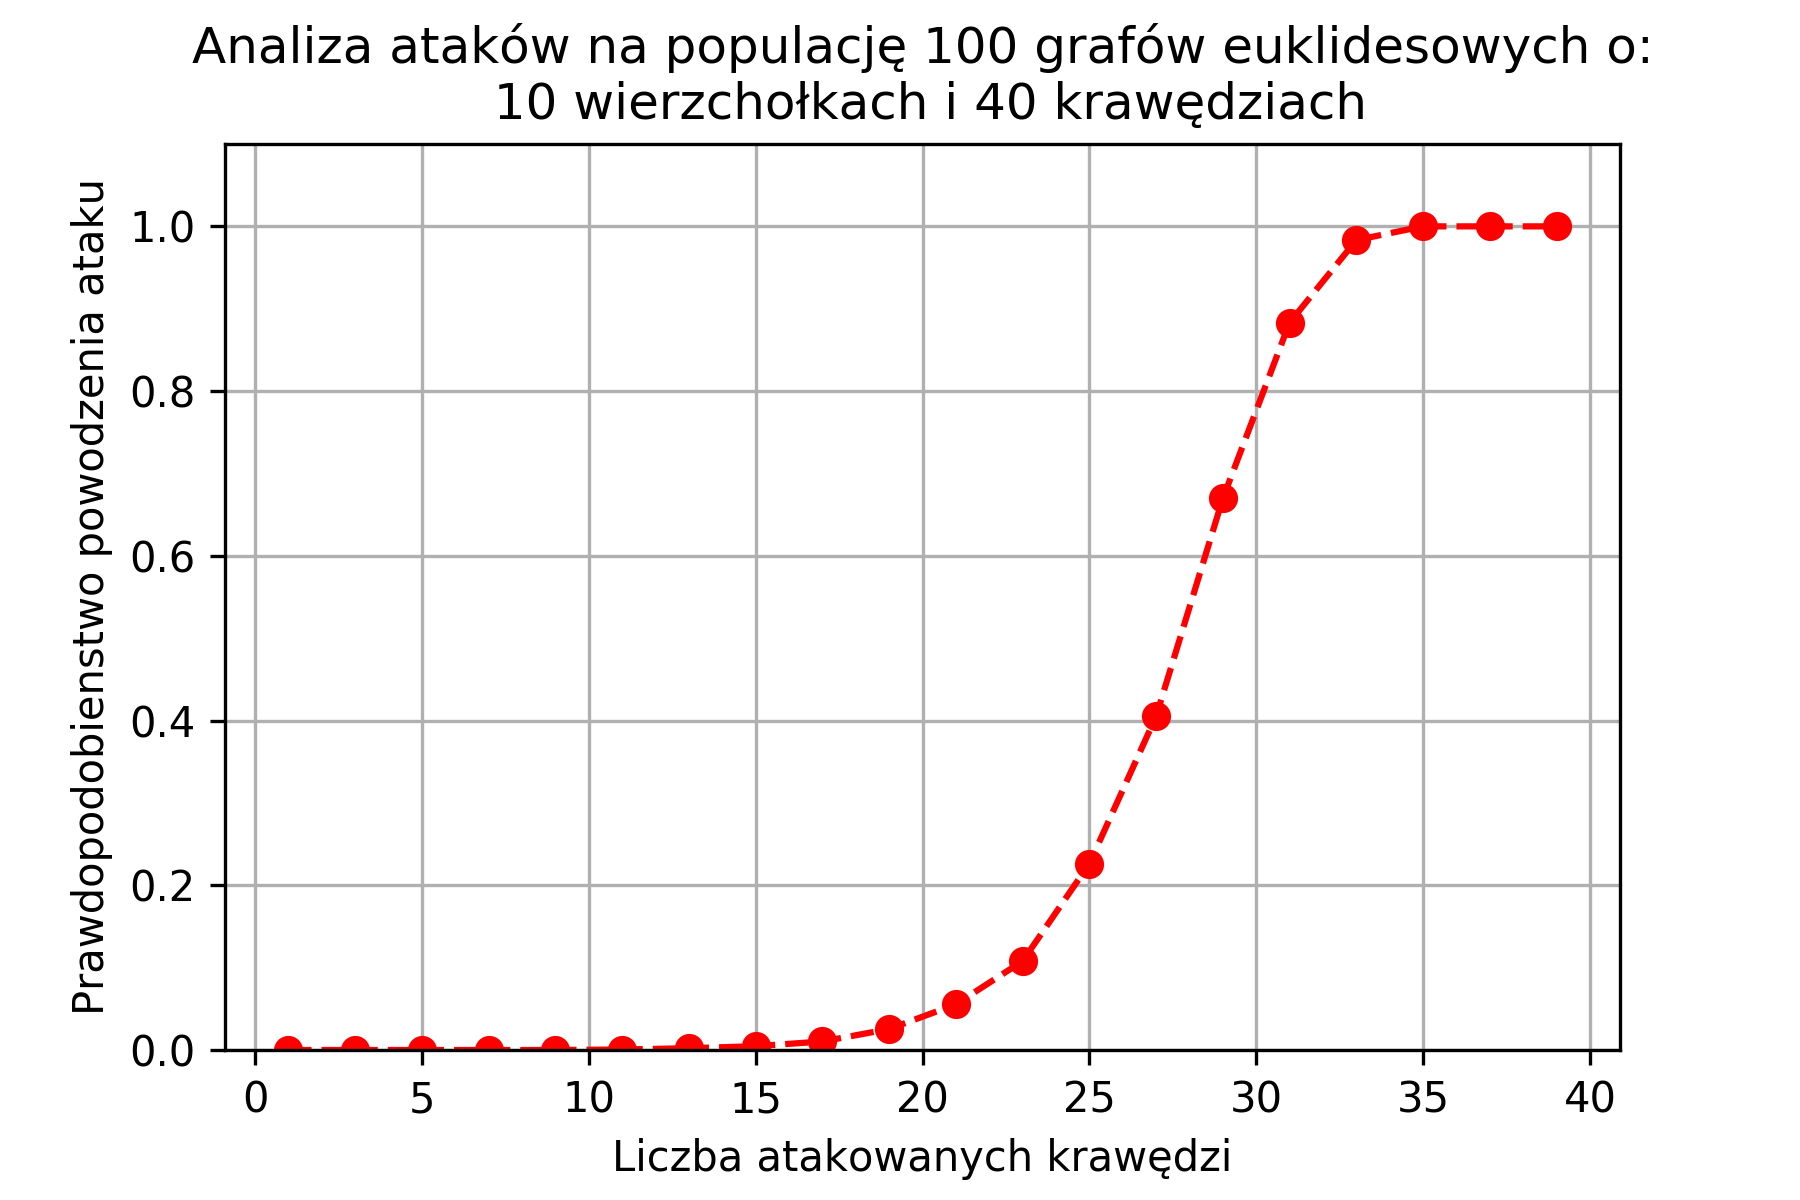 Analiza ataków na populację 100 grafów euklidesowych o:
10 wierzchołkach i 40 krawędziach
Prawdopodobienstwo powodzenia ataku
1.0
0.8
0.6
0.4
0.2
0.0
0 5 10 15 20 25 30 35 40
Liczba atakowanych krawędzi